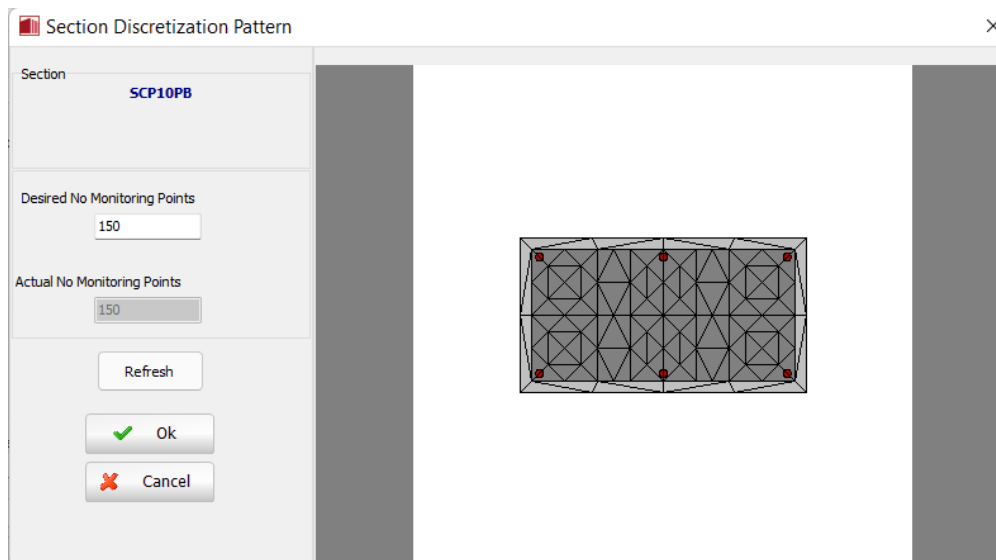 Section Discretization Pattern
Section
SCP10PB
Desired No Monitoring Points
150
Actual No Monitoring Points
150
Refresh
Ok
Cancel